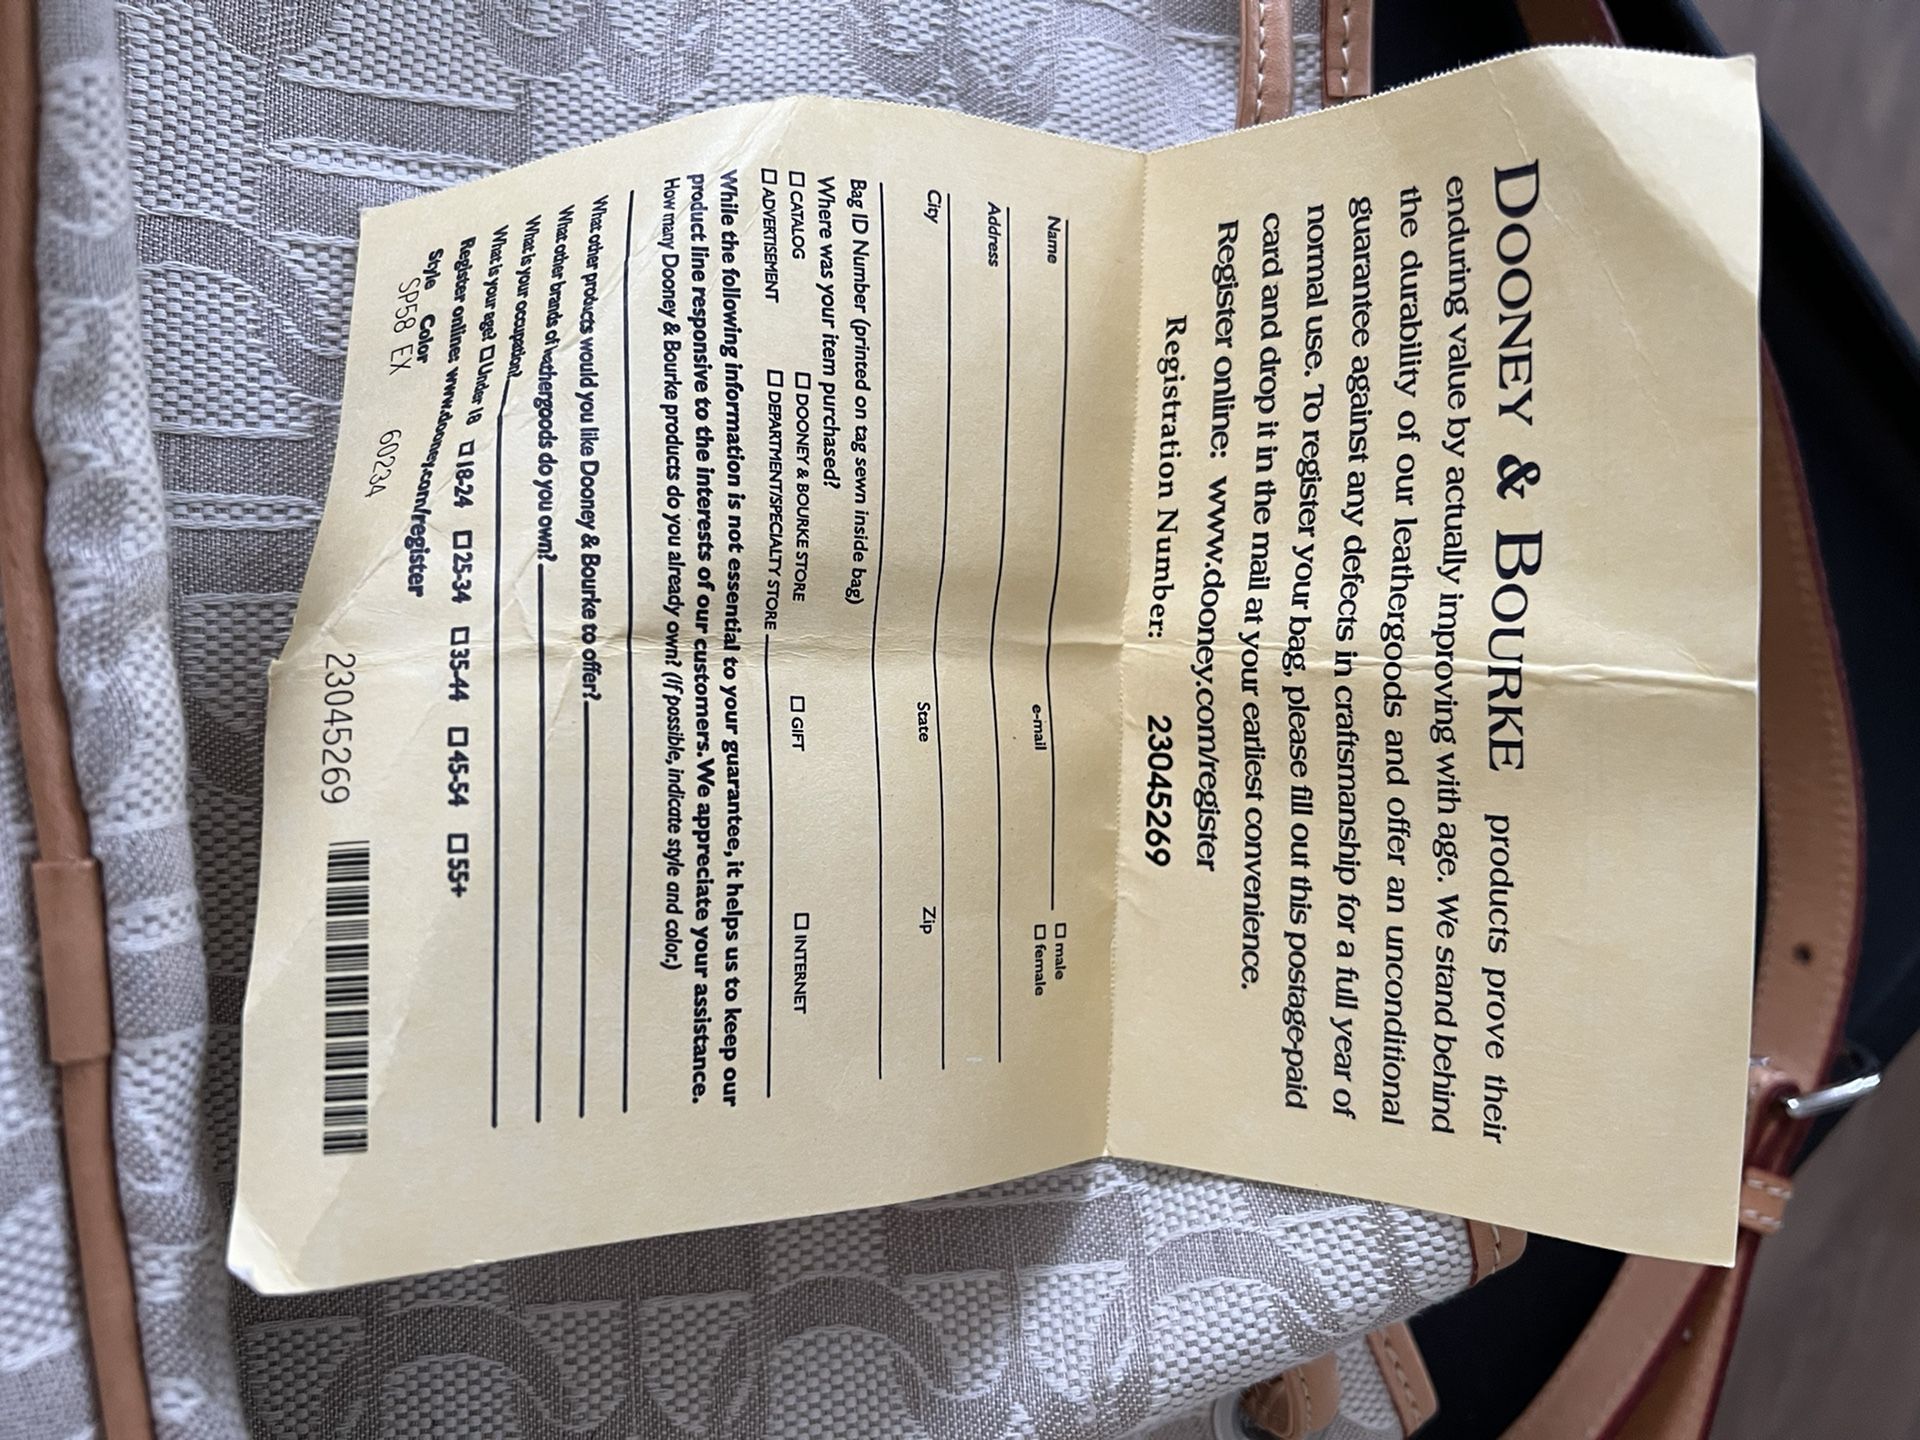 DOONEY & BOURKE products prove their
enduring value by actually improving with age. We stand behind
the durability of our leathergoods and offer an unconditional
guarantee against any defects in craftsmanship for a full year of
normal use. To register your bag, please fill out this postage-paid
card and drop it in the mail at your earliest convenience.
Register online: www.dooney.com/register
Registration Number: 23045269
Name e-mail □ male
□ female
Address
City State Zip
Bag ID Number (printed on tag sewn inside bag)
Where was your item purchased?
□ CATALOG □ DOONEY & BOURKE STORE □ GIFT □ INTERNET
□ ADVERTISEMENT □ DEPARTMENT/SPECIALTY STORE
While the following information is not essential to your guarantee, it helps us to keep our
product line responsive to the interests of our customers. We appreciate your assistance.
How many Dooney & Bourke products do you already own? (If possible, indicate style and color.)
What other products would you like Dooney & Bourke to offer?
What other brands of leathergoods do you own?
What is your occupation?
What is your age? □ Under 18 □ 18-24 □ 25-34 □ 35-44 □ 45-54 □ 55+
Register online: www.dooney.com/register
Style Color
SP58 EX 60234 23045269